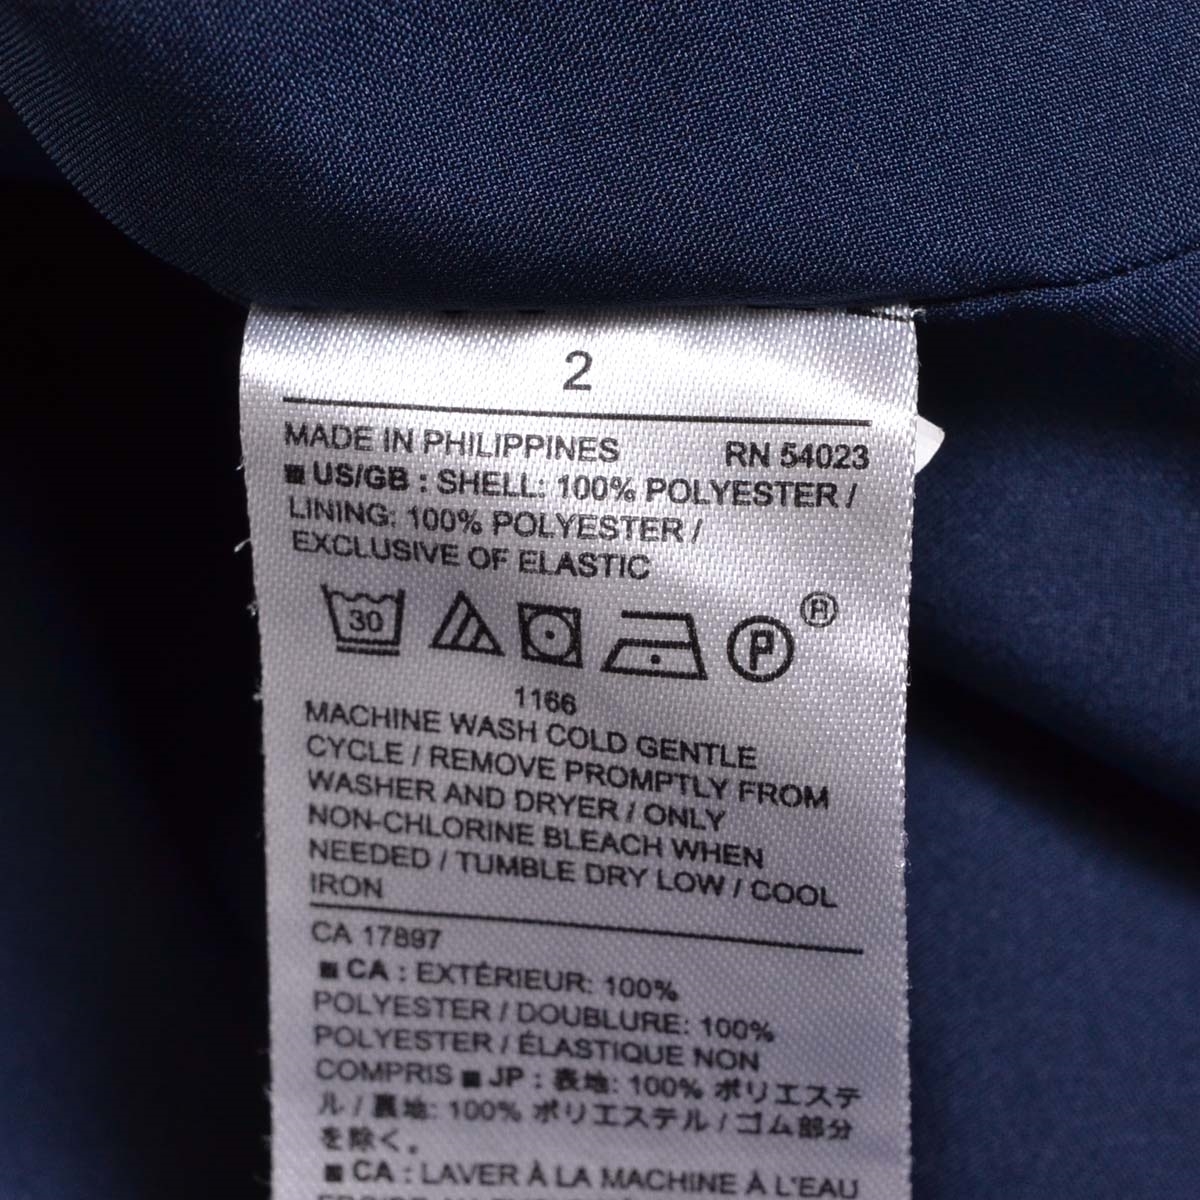 2
MADE IN PHILIPPINES RN 54023
■ US/GB : SHELL: 100% POLYESTER /
LINING: 100% POLYESTER /
EXCLUSIVE OF ELASTIC
30 P ®
1166
MACHINE WASH COLD GENTLE
CYCLE / REMOVE PROMPTLY FROM
WASHER AND DRYER / ONLY
NON-CHLORINE BLEACH WHEN
NEEDED / TUMBLE DRY LOW / COOL
IRON
CA 17897
■ CA : EXTÉRIEUR: 100%
POLYESTER / DOUBLURE: 100%
POLYESTER / ÉLASTIQUE NON
COMPRIS ■ JP : 表地: 100% ポリエステ
ル / 裏地: 100% ポリエステル / ゴム部分
を除く。
■ CA : LAVER À LA MACHINE À L'EAU